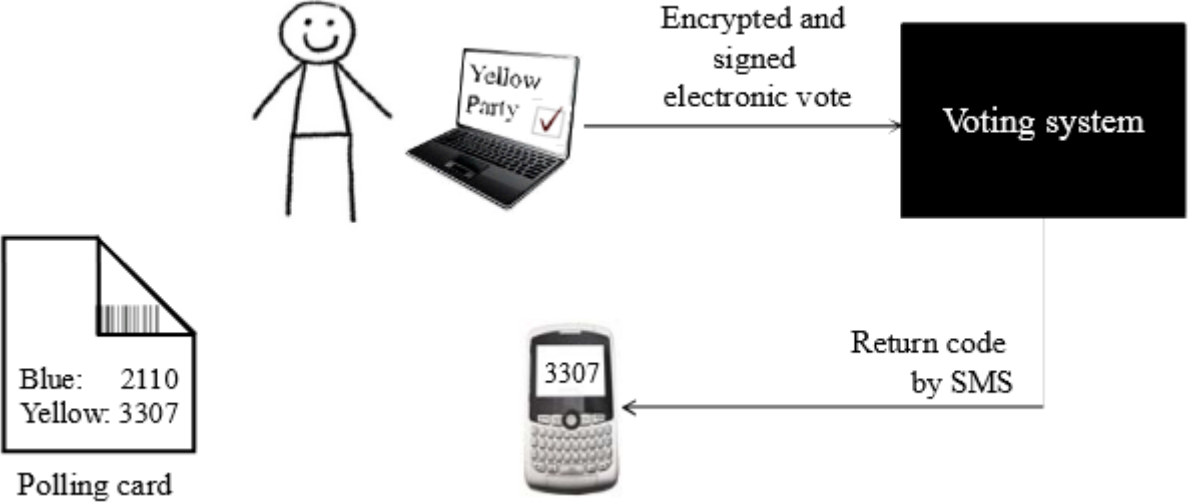 Encrypted and
signed
electronic vote
Yellow
Party
Voting system
Blue: 2110
Yellow: 3307
Polling card
3307
Return code
by SMS